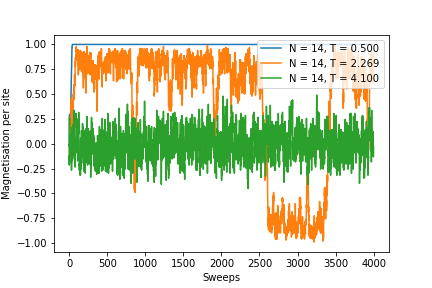 1.00
0.75
0.50
0.25
0.00
−0.25
−0.50
−0.75
−1.00
Magnetisation per site
N = 14, T = 0.500
N = 14, T = 2.269
N = 14, T = 4.100
0 500 1000 1500 2000 2500 3000 3500 4000
Sweeps